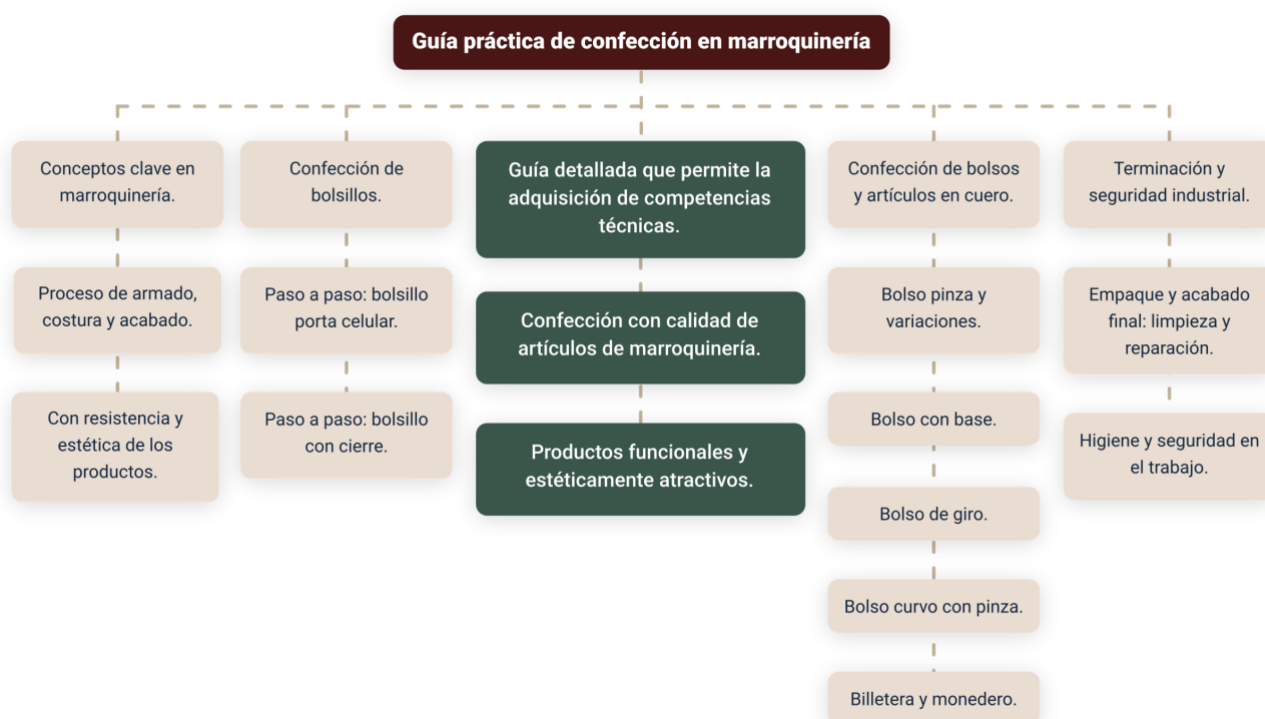 Guía práctica de confección en marroquinería
Conceptos clave en
marroquinería.
Proceso de armado,
costura y acabado.
Con resistencia y
estética de los
productos.
Confección de
bolsillos.
Paso a paso: bolsillo
porta celular.
Paso a paso: bolsillo
con cierre.
Guía detallada que permite la
adquisición de competencias
técnicas.
Confección con calidad de
artículos de marroquinería.
Productos funcionales y
estéticamente atractivos.
Confección de bolsos
y artículos en cuero.
Bolso pinza y
variaciones.
Bolso con base.
Bolso de giro.
Bolso curvo con pinza.
Billetera y monedero.
Terminación y
seguridad industrial.
Empaque y acabado
final: limpieza y
reparación.
Higiene y seguridad en
el trabajo.